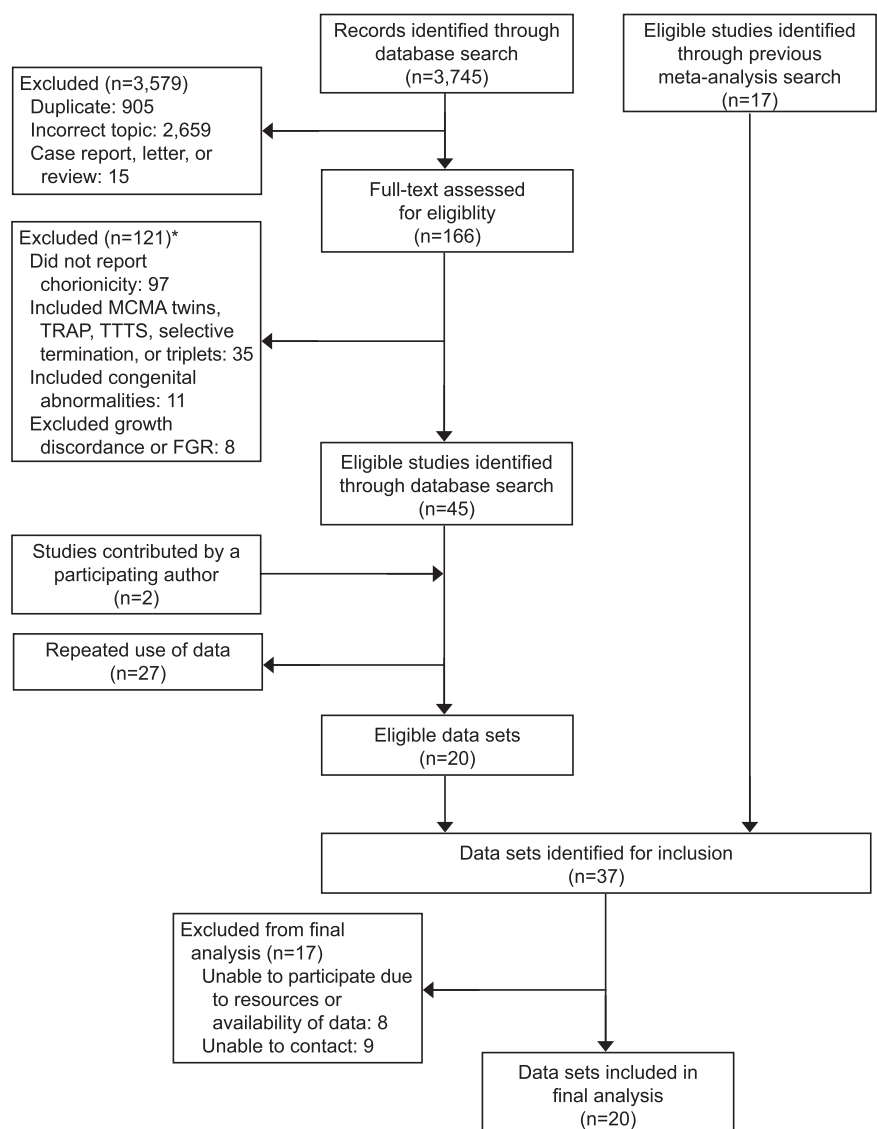 Records identified through
database search
(n=3,745)
Eligible studies identified
through previous
meta-analysis search
(n=17)
Excluded (n=3,579)
Duplicate: 905
Incorrect topic: 2,659
Case report, letter, or
review: 15
Full-text assessed
for eligiblity
(n=166)
Excluded (n=121)*
Did not report
chorionicity: 97
Included MCMA twins,
TRAP, TTTS, selective
termination, or triplets: 35
Included congenital
abnormalities: 11
Excluded growth
discordance or FGR: 8
Eligible studies identified
through database search
(n=45)
Studies contributed by a
participating author
(n=2)
Repeated use of data
(n=27)
Eligible data sets
(n=20)
Data sets identified for inclusion
(n=37)
Excluded from final
analysis (n=17)
Unable to participate due
to resources or
availability of data: 8
Unable to contact: 9
Data sets included in
final analysis
(n=20)